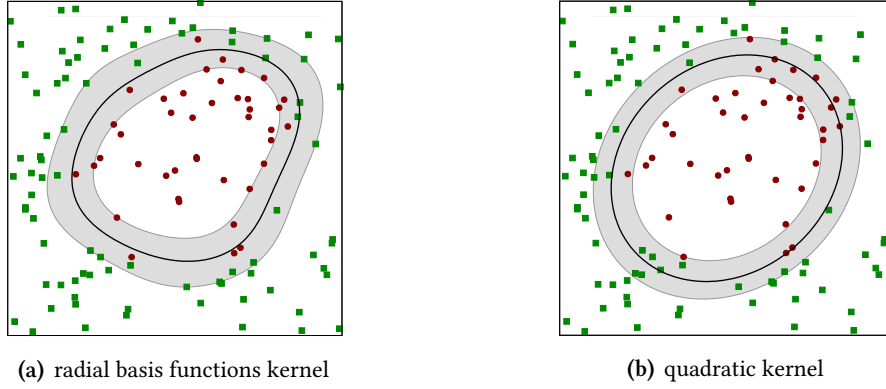 (a) radial basis functions kernel
(b) quadratic kernel